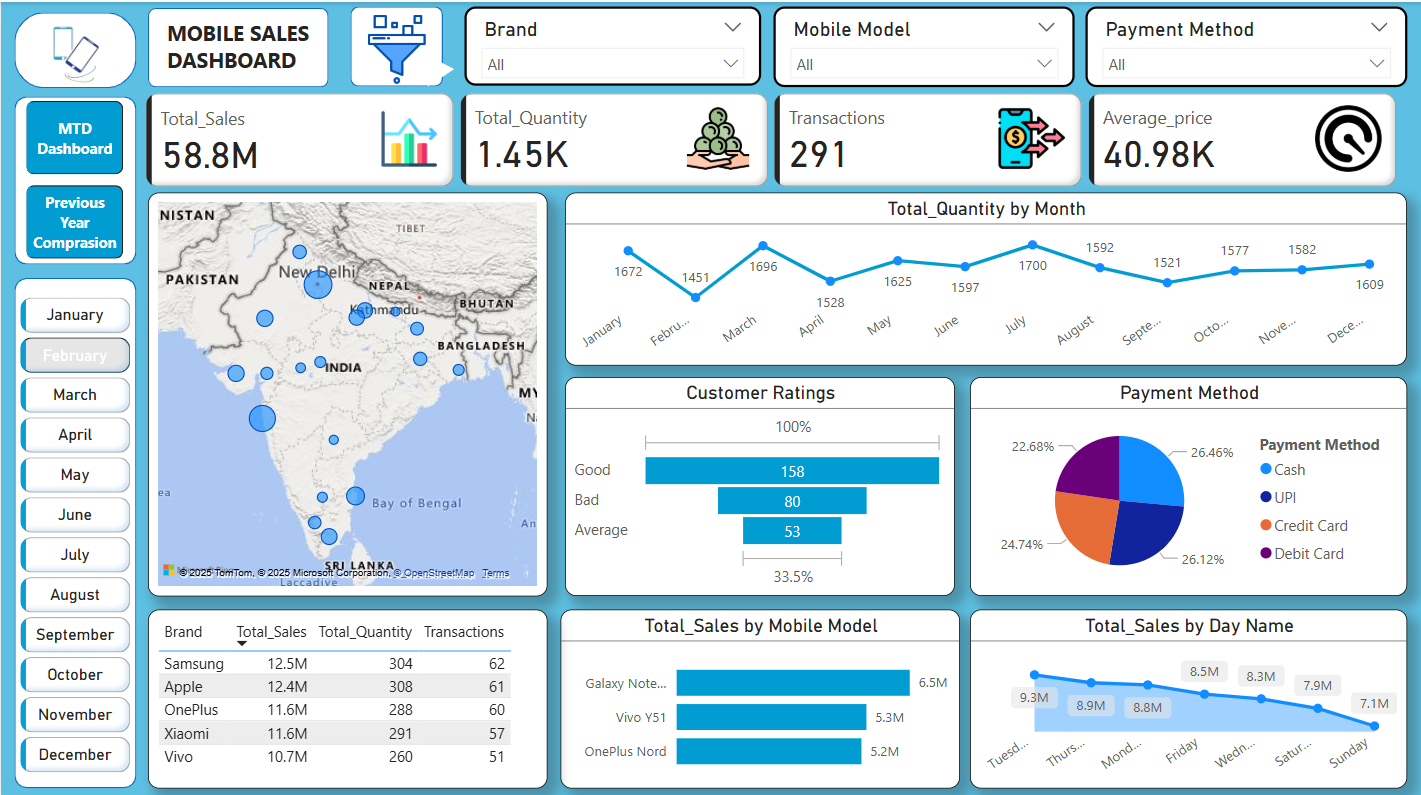 MOBILE SALES
DASHBOARD
Brand
All
Mobile Model
All
Payment Method
All
MTD
Dashboard
Previous
Year
Comprasion
Total_Sales
58.8M
Total_Quantity
1.45K
Transactions
291
Average_price
40.98K
January
February
March
April
May
June
July
August
September
October
November
December
NISTAN
TIBET
PAKISTAN
New Delhi
NEPAL
Kathmandu
BHUTAN
BANGLADESH
INDIA
MY
Na
ea
Bay of Bengal
An
SRI LANKA
© 2025 TomTom, © 2025 Microsoft Corporation, © OpenStreetMap Terms
Laccadive
Total_Quantity by Month
1672
1451
1696
1528
1625
1597
1700
1592
1521
1577
1582
1609
January
Febru...
March
April
May
June
July
August
Septe...
Octo...
Nove...
Dece...
Customer Ratings
100%
Good 158
Bad 80
Average 53
33.5%
Payment Method
22.68%
26.46%
24.74%
26.12%
Payment Method
Cash
UPI
Credit Card
Debit Card
Brand Total_Sales Total_Quantity Transactions
Samsung 12.5M 304 62
Apple 12.4M 308 61
OnePlus 11.6M 288 60
Xiaomi 11.6M 291 57
Vivo 10.7M 260 51
Total_Sales by Mobile Model
Galaxy Note... 6.5M
Vivo Y51 5.3M
OnePlus Nord 5.2M
Total_Sales by Day Name
9.3M
8.9M
8.8M
8.5M
8.3M
7.9M
7.1M
Tuesd...
Thurs...
Mond...
Friday
Wedn...
Satur...
Sunday